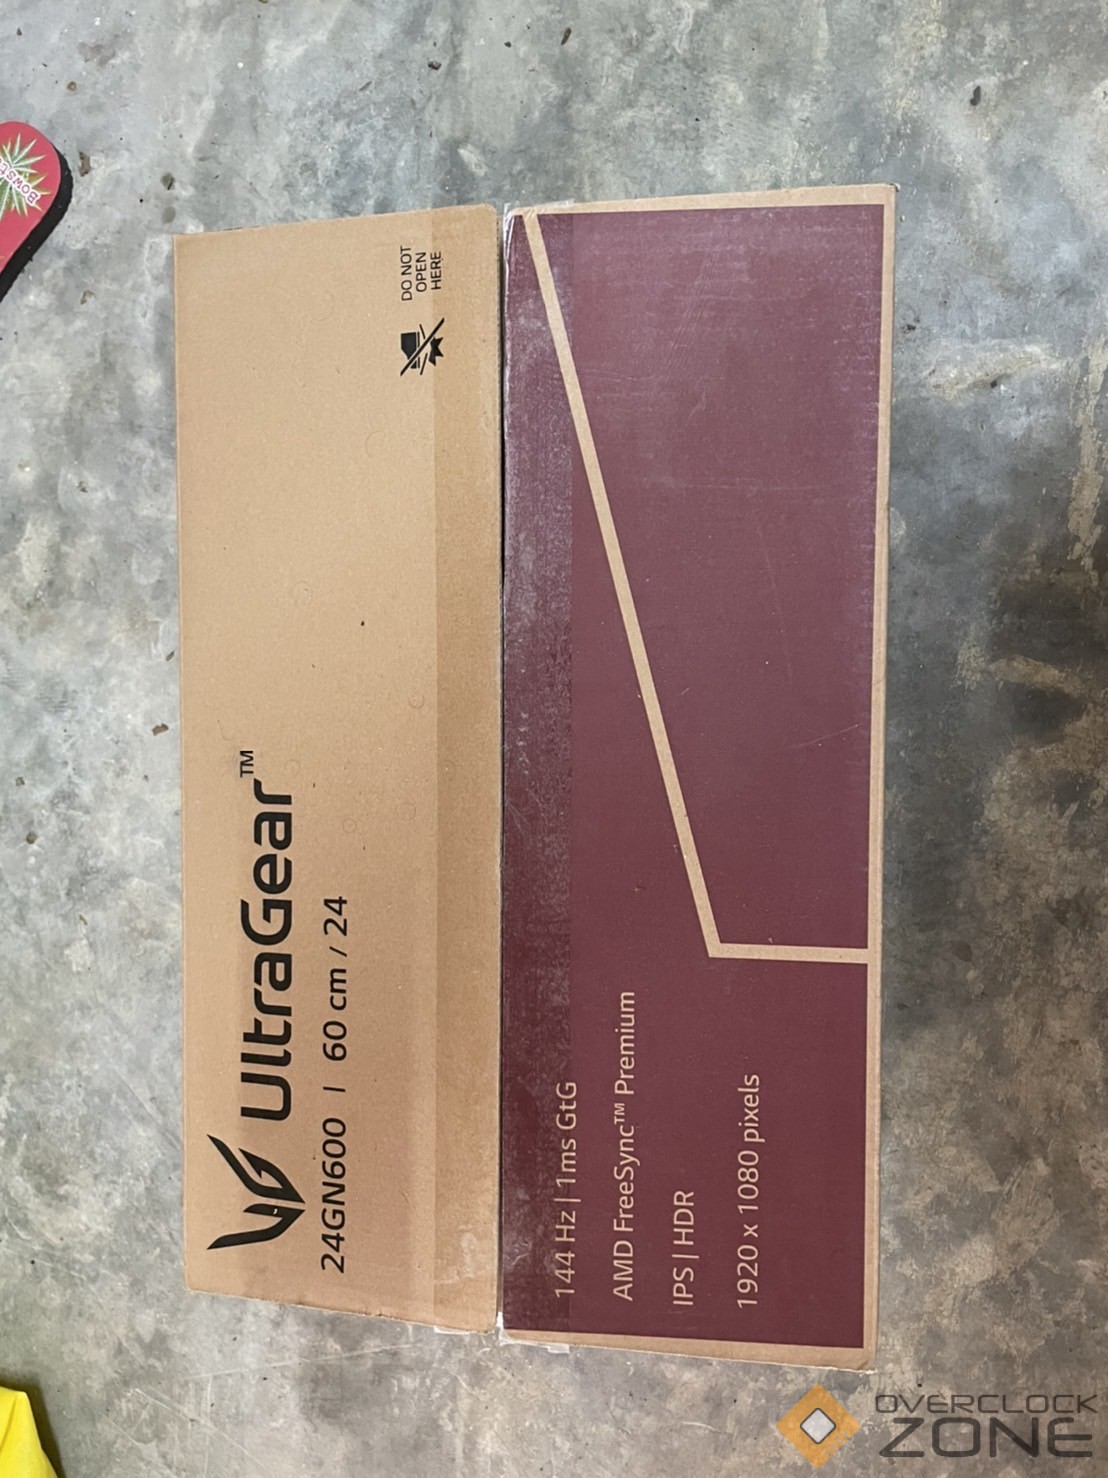 UltraGear™
24GN600 | 60 cm / 24
DO NOT
OPEN
HERE
144 Hz | 1ms GtG
AMD FreeSync™ Premium
IPS | HDR
1920 x 1080 pixels
OVERCLOCK
ZONE